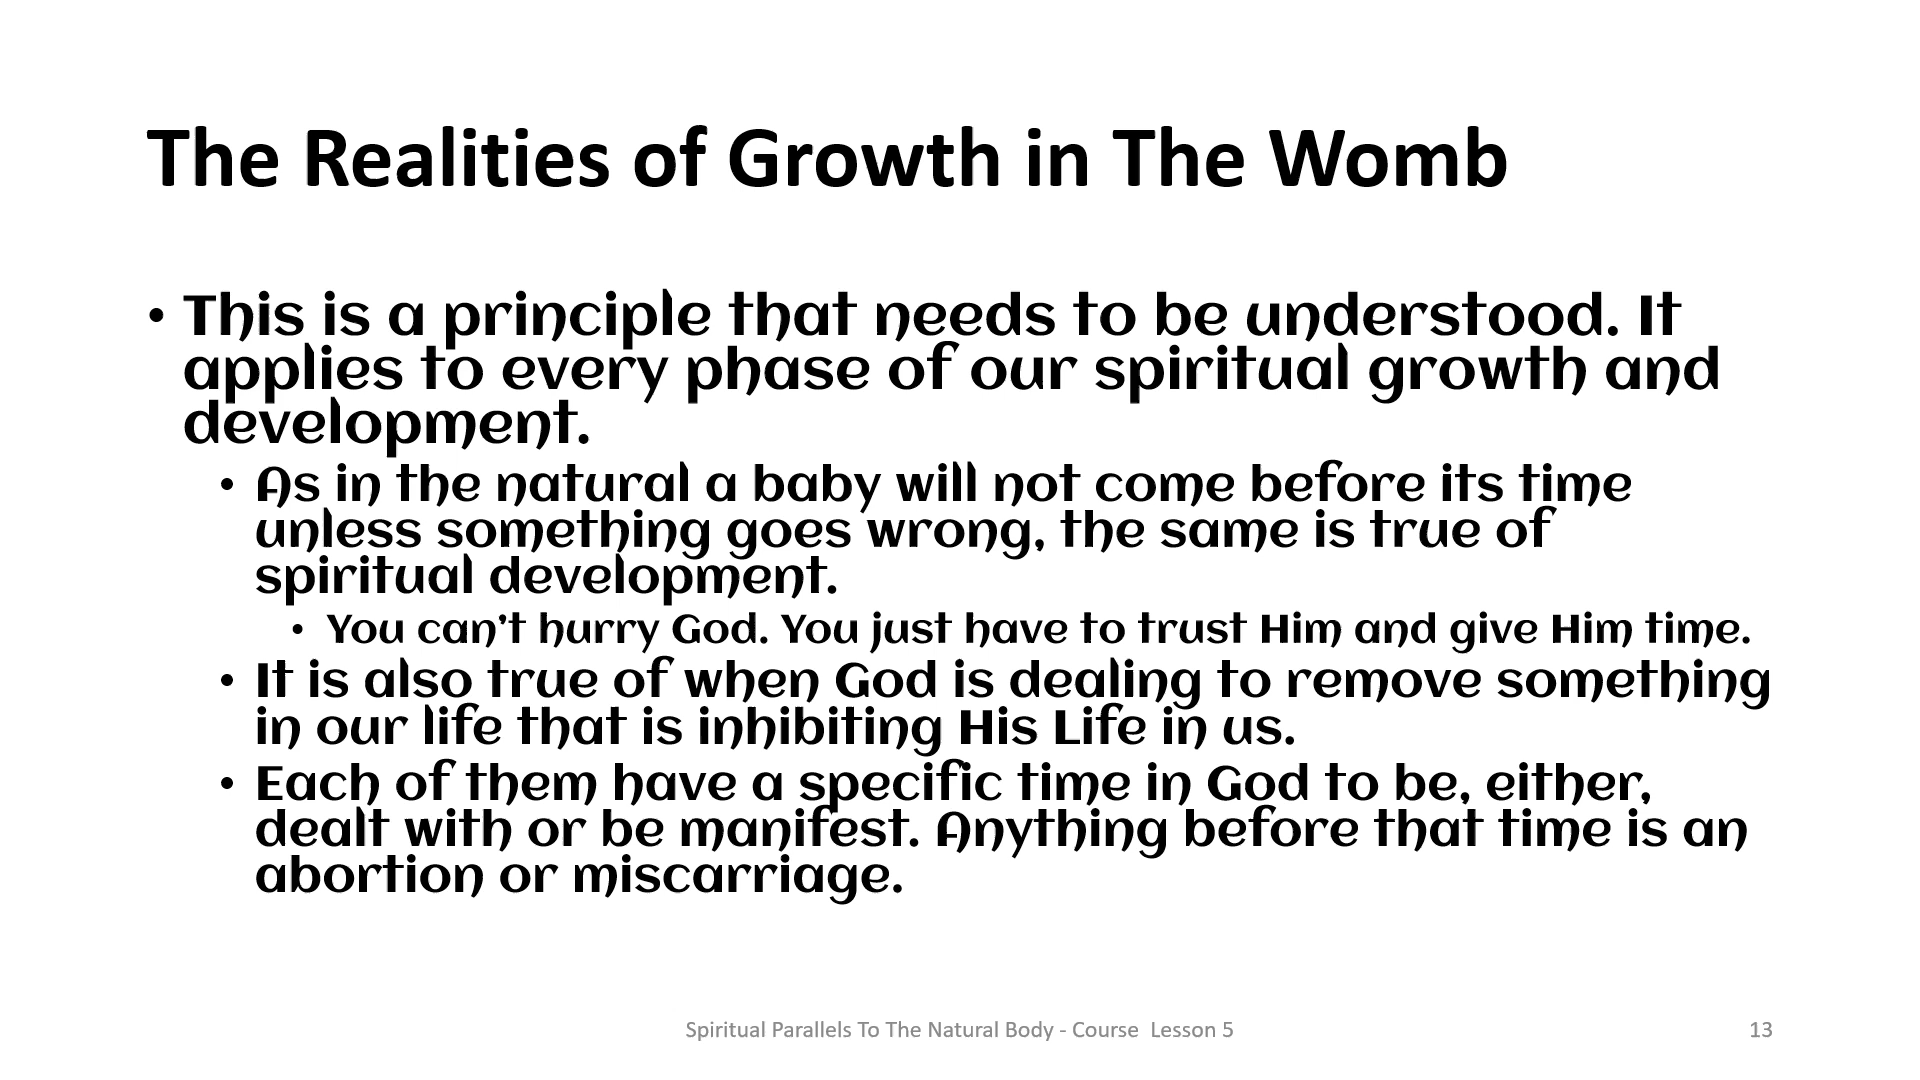 The Realities of Growth in The Womb
• This is a principle that needs to be understood. It
applies to every phase of our spiritual growth and
development.
• As in the natural a baby will not come before its time
unless something goes wrong, the same is true of
spiritual development.
• You can't hurry God. You just have to trust Him and give Him time.
• It is also true of when God is dealing to remove something
in our life that is inhibiting His Life in us.
• Each of them have a specific time in God to be, either,
dealt with or be manifest. Anything before that time is an
abortion or miscarriage.
Spiritual Parallels To The Natural Body - Course  Lesson 5
13